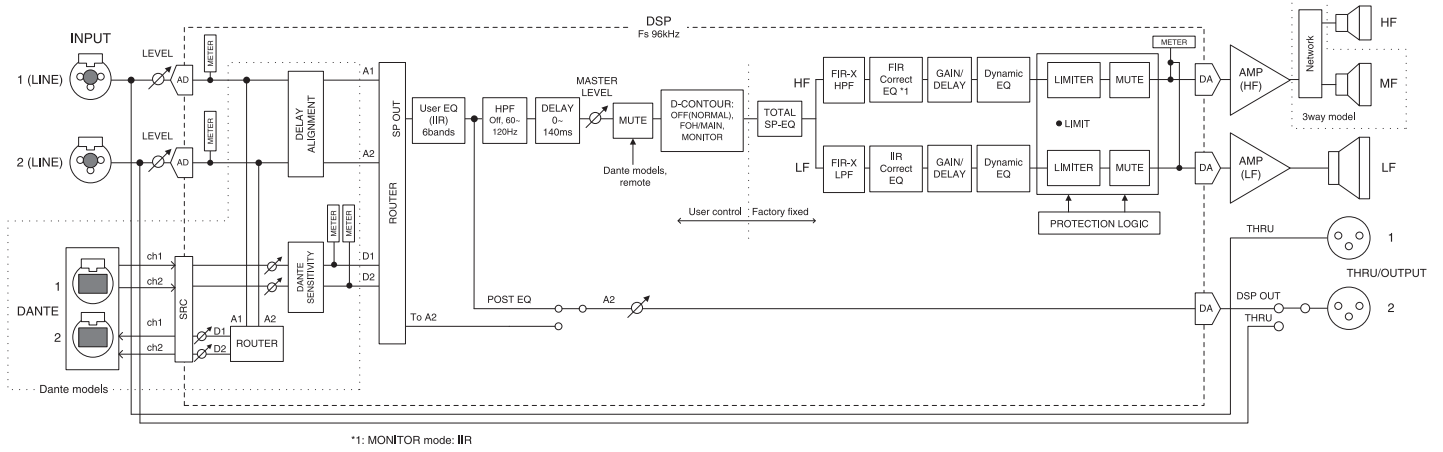 DSP
Fs 96kHz
INPUT
1 (LINE)
LEVEL
AD
METER
2 (LINE)
LEVEL
AD
METER
DELAY
ALIGNMENT
A1
A2
SP OUT
ROUTER
User EQ
(IIR)
6bands
HPF
Off, 60~
120Hz
DELAY
0~
140ms
MASTER
LEVEL
MUTE
Dante models,
remote
D-CONTOUR:
OFF(NORMAL),
FOH/MAIN,
MONITOR
TOTAL
SP-EQ
User control
Factory fixed
HF
FIR-X
HPF
FIR
Correct
EQ *1
GAIN/
DELAY
Dynamic
EQ
LIMITER
MUTE
METER
● LIMIT
LF
FIR-X
LPF
IIR
Correct
EQ
GAIN/
DELAY
Dynamic
EQ
LIMITER
MUTE
PROTECTION LOGIC
DA
AMP
(HF)
Network
HF
MF
3way model
DA
AMP
(LF)
LF
THRU
1
THRU/OUTPUT
DANTE
1
2
ch1
ch2
ch1
ch2
SRC
DANTE
SENSITIVITY
METER
METER
D1
D2
A1
A2
D1
D2
ROUTER
Dante models
POST EQ
A2
To A2
DA
DSP OUT
THRU
2
*1: MONITOR mode: IIR